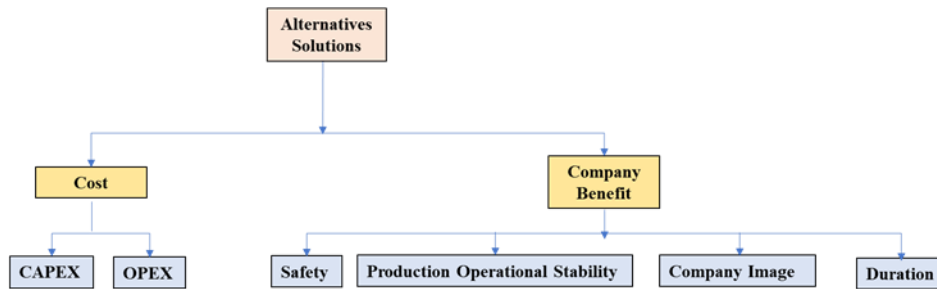 Alternatives
Solutions
Cost
Company
Benefit
CAPEX
OPEX
Safety
Production Operational Stability
Company Image
Duration